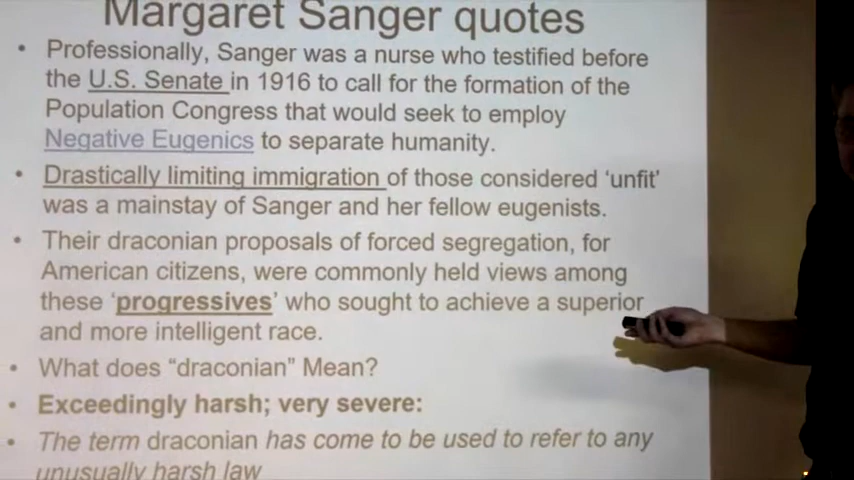 Margaret Sanger quotes
• Professionally, Sanger was a nurse who testified before
the U.S. Senate in 1916 to call for the formation of the
Population Congress that would seek to employ
Negative Eugenics to separate humanity.
• Drastically limiting immigration of those considered 'unfit'
was a mainstay of Sanger and her fellow eugenists.
• Their draconian proposals of forced segregation, for
American citizens, were commonly held views among
these 'progressives' who sought to achieve a superior
and more intelligent race.
• What does "draconian" Mean?
• Exceedingly harsh; very severe:
• The term draconian has come to be used to refer to any
unusually harsh law